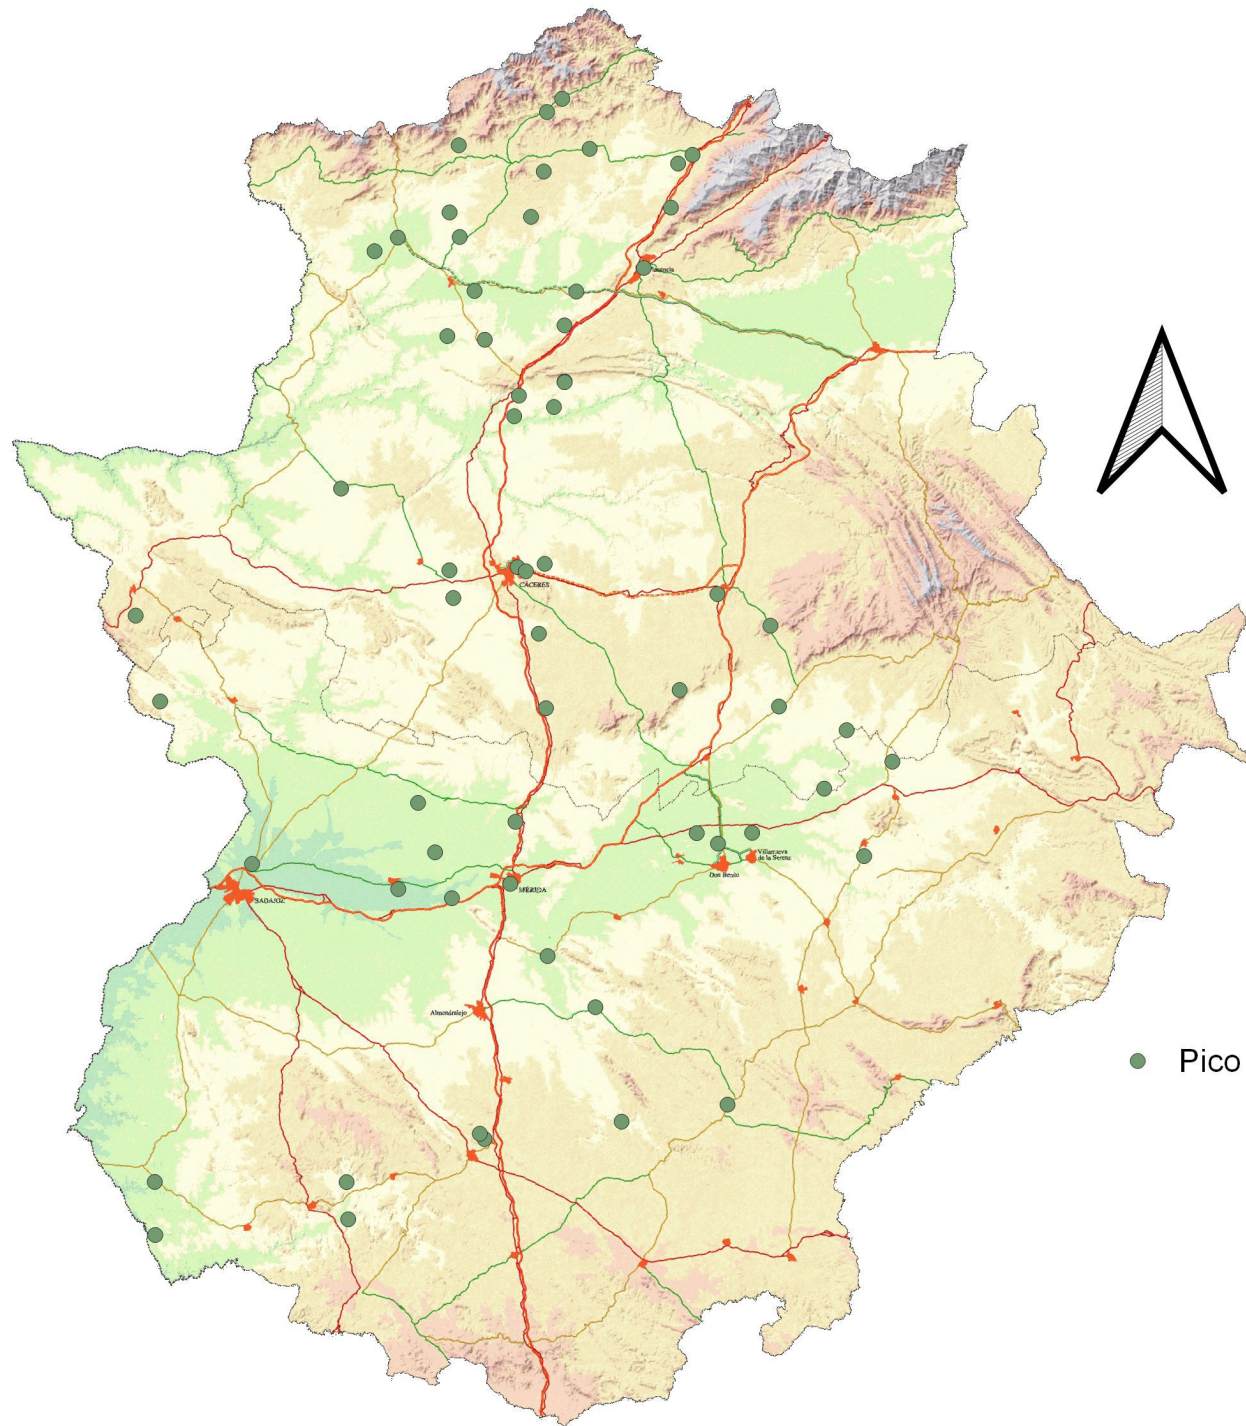 CÁCERES
Villanueva
de la Serena
Don Benito
MÉRIDA
BADAJOZ
Almendralejo
Pico